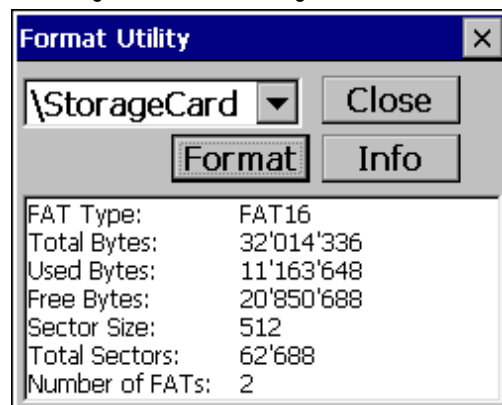 Format Utility
\StorageCard
Close
Format
Info
FAT Type: FAT16
Total Bytes: 32'014'336
Used Bytes: 11'163'648
Free Bytes: 20'850'688
Sector Size: 512
Total Sectors: 62'688
Number of FATs: 2